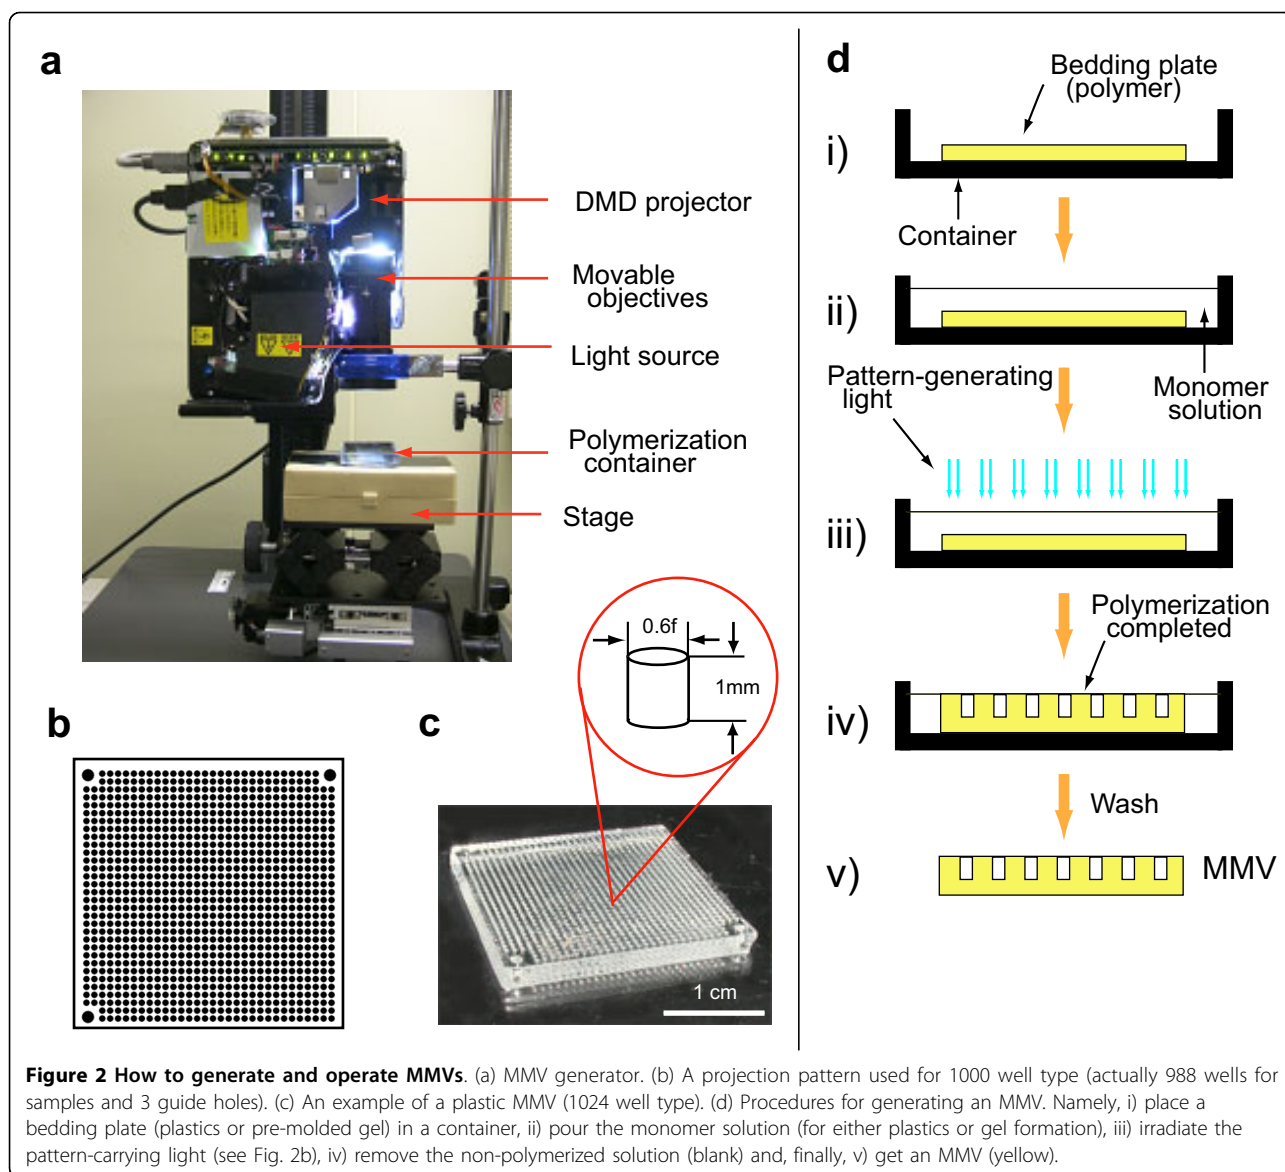 a
DMD projector
Movable
objectives
Light source
Polymerization
container
Stage
b
c
0.6f
1mm
1 cm
d
Bedding plate
(polymer)
i)
Container
ii)
Monomer
solution
Pattern-generating
light
iii)
Polymerization
completed
iv)
Wash
v)
MMV
Figure 2 How to generate and operate MMVs. (a) MMV generator. (b) A projection pattern used for 1000 well type (actually 988 wells for
samples and 3 guide holes). (c) An example of a plastic MMV (1024 well type). (d) Procedures for generating an MMV. Namely, i) place a
bedding plate (plastics or pre-molded gel) in a container, ii) pour the monomer solution (for either plastics or gel formation), iii) irradiate the
pattern-carrying light (see Fig. 2b), iv) remove the non-polymerized solution (blank) and, finally, v) get an MMV (yellow).